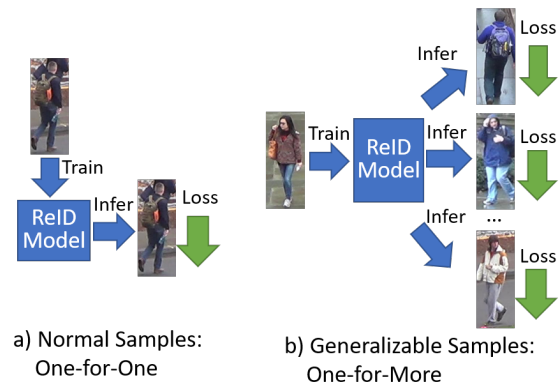 Train
ReID
Model
Infer
Loss
a) Normal Samples:
One-for-One
Train
ReID
Model
Infer
Loss
Infer
Loss
...
Infer
Loss
b) Generalizable Samples:
One-for-More